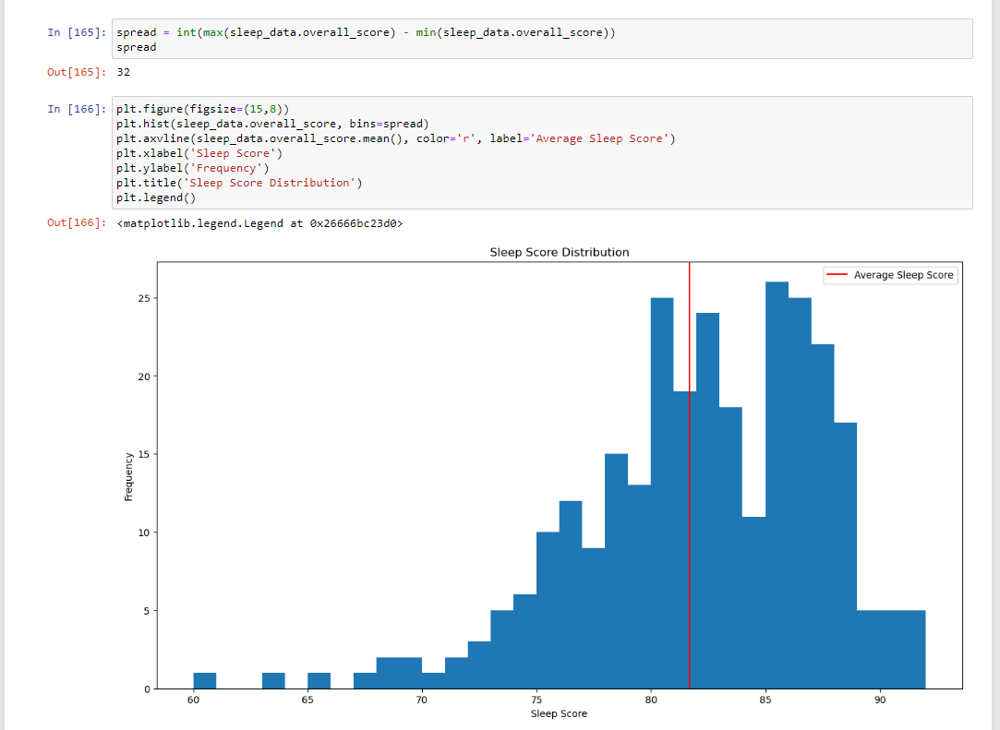 In [165]: spread = int(max(sleep_data.overall_score) - min(sleep_data.overall_score))
spread
Out[165]: 32
In [166]: plt.figure(figsize=(15,8))
plt.hist(sleep_data.overall_score, bins=spread)
plt.axvline(sleep_data.overall_score.mean(), color='r', label='Average Sleep Score')
plt.xlabel('Sleep Score')
plt.ylabel('Frequency')
plt.title('Sleep Score Distribution')
plt.legend()
Out[166]: <matplotlib.legend.Legend at 0x26666bc23d0>
Sleep Score Distribution
Average Sleep Score
25
20
15
10
5
0
Frequency
60 65 70 75 80 85 90
Sleep Score